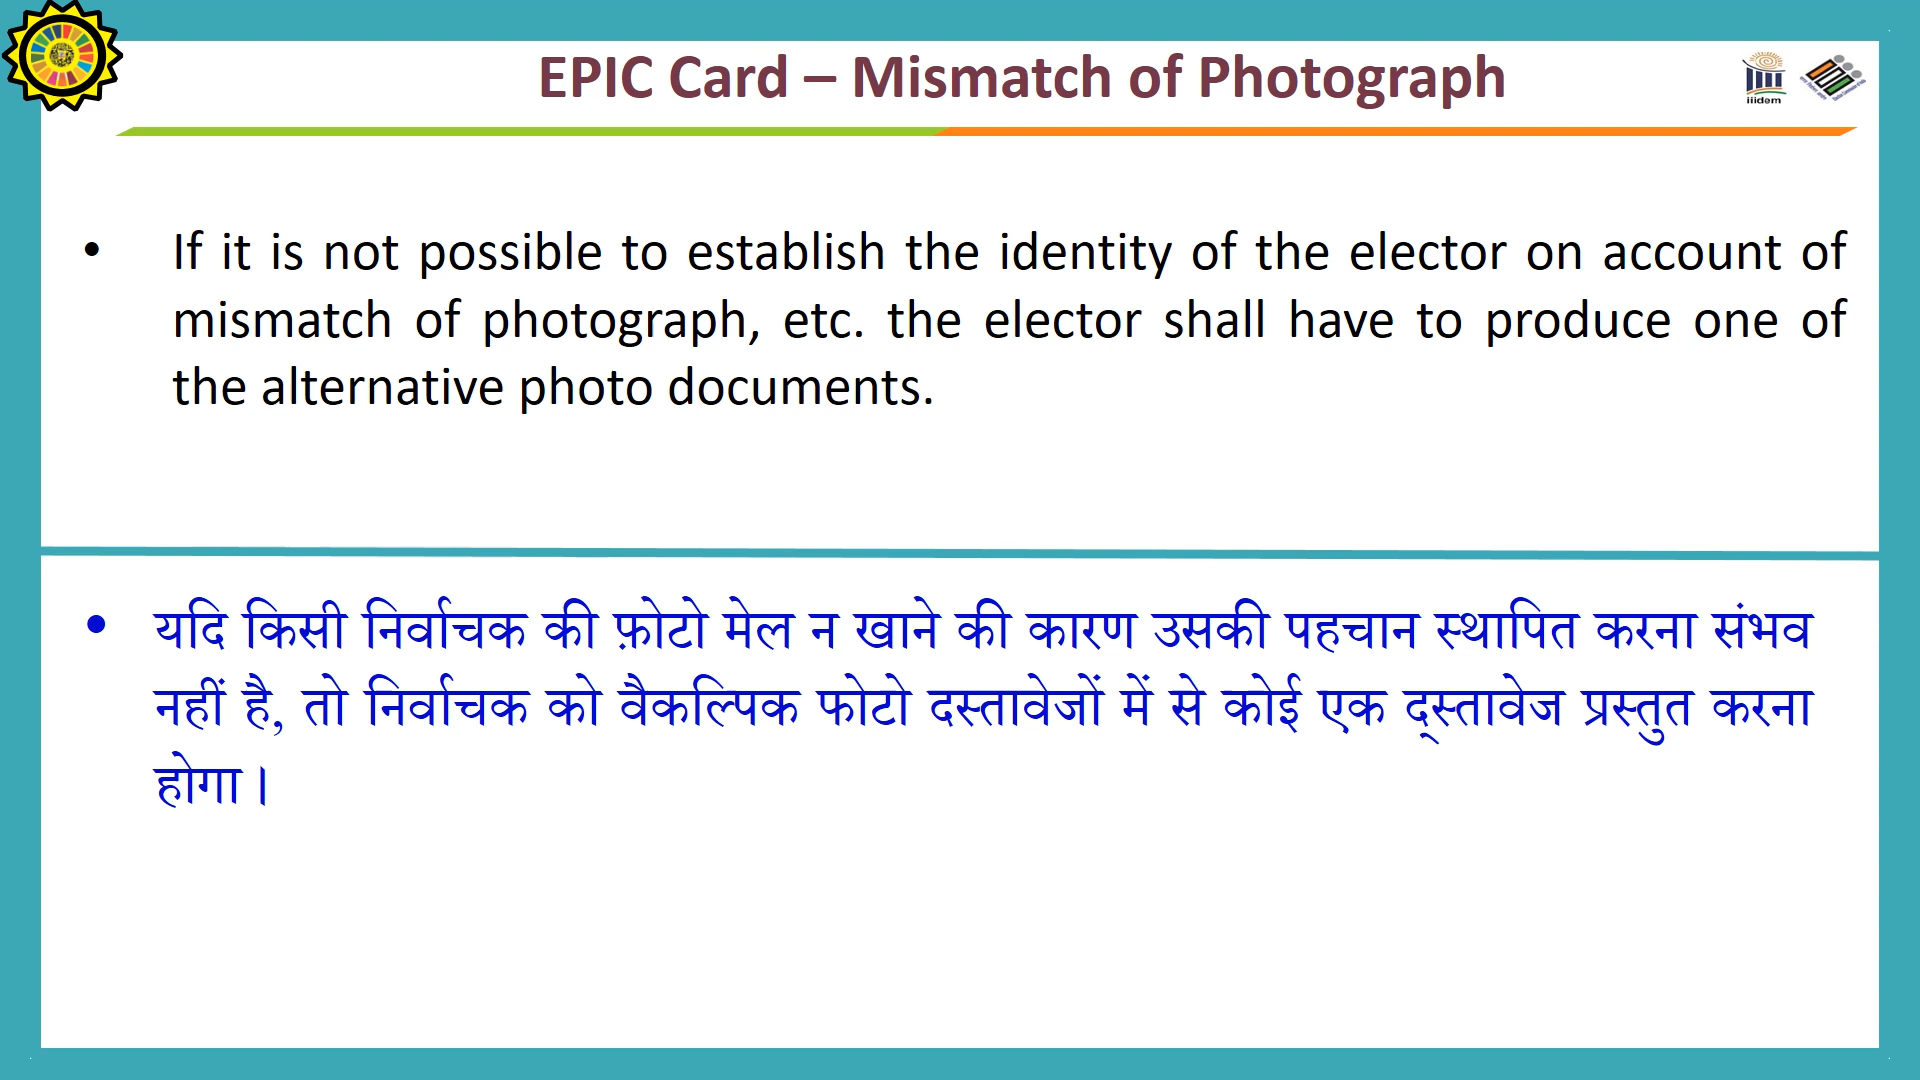 EPIC Card – Mismatch of Photograph
iiidem
• If it is not possible to establish the identity of the elector on account of
mismatch of photograph, etc. the elector shall have to produce one of
the alternative photo documents.
• यदि किसी निर्वाचक की फ़ोटो मेल न खाने की कारण उसकी पहचान स्थापित करना संभव
नहीं है, तो निर्वाचक को वैकल्पिक फोटो दस्तावेजों में से कोई एक द्स्तावेज प्रस्तुत करना
होगा।